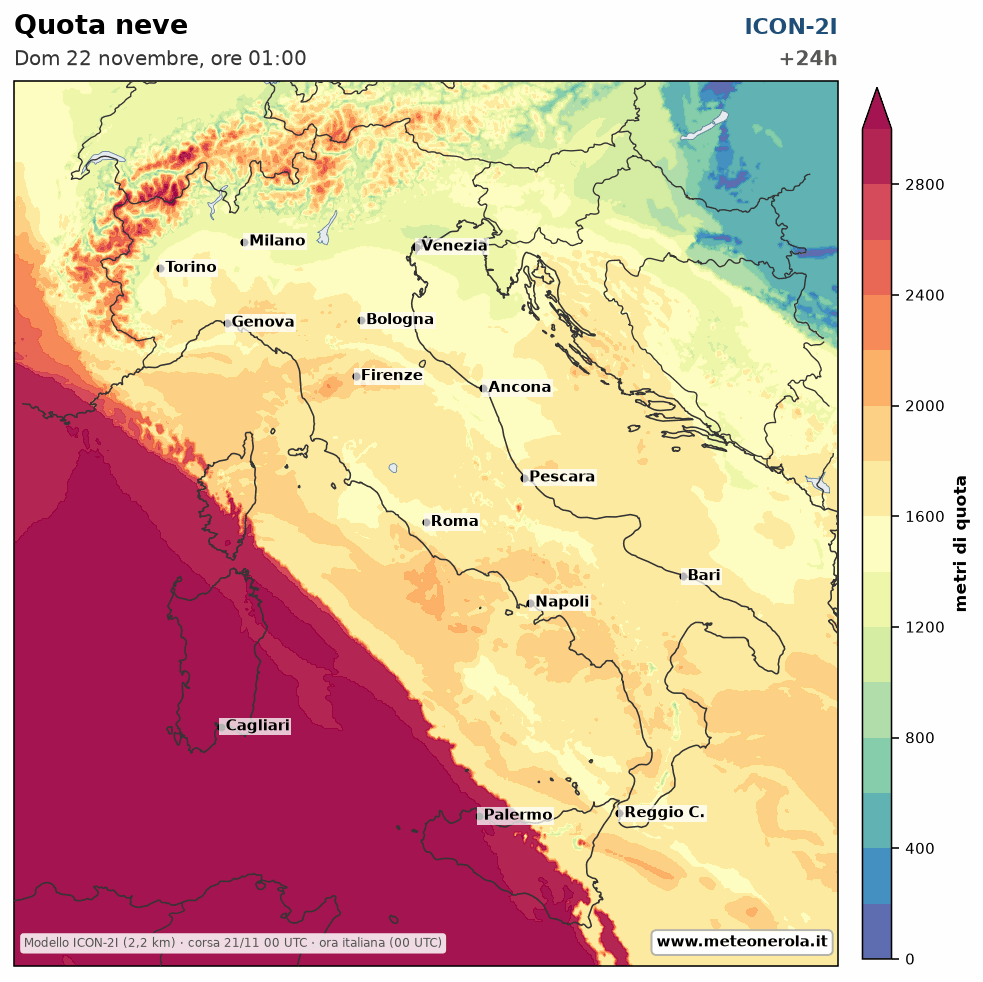 Quota neve
ICON-2I
Dom 22 novembre, ore 01:00
+24h
Milano
Venezia
Torino
Genova
Bologna
Firenze
Ancona
Pescara
Roma
Bari
Napoli
Cagliari
Palermo
Reggio C.
2800
2400
2000
1600
1200
800
400
0
metri di quota
Modello ICON-2I (2,2 km) · corsa 21/11 00 UTC · ora italiana (00 UTC)
www.meteonerola.it